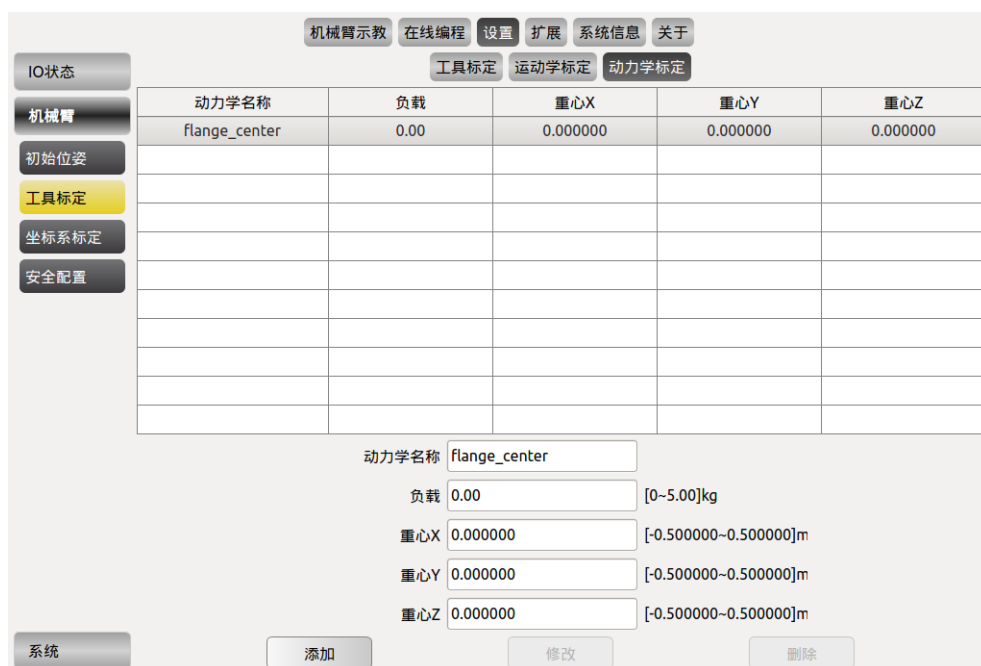 机械臂示教 在线编程 设置 扩展 系统信息 关于
工具标定 运动学标定 动力学标定
IO状态
机械臂
初始位姿
工具标定
坐标系标定
安全配置
系统
动力学名称 负载 重心X 重心Y 重心Z
flange_center 0.00 0.000000 0.000000 0.000000
动力学名称 flange_center
负载 0.00 [0~5.00]kg
重心X 0.000000 [-0.500000~0.500000]m
重心Y 0.000000 [-0.500000~0.500000]m
重心Z 0.000000 [-0.500000~0.500000]m
添加 修改 删除